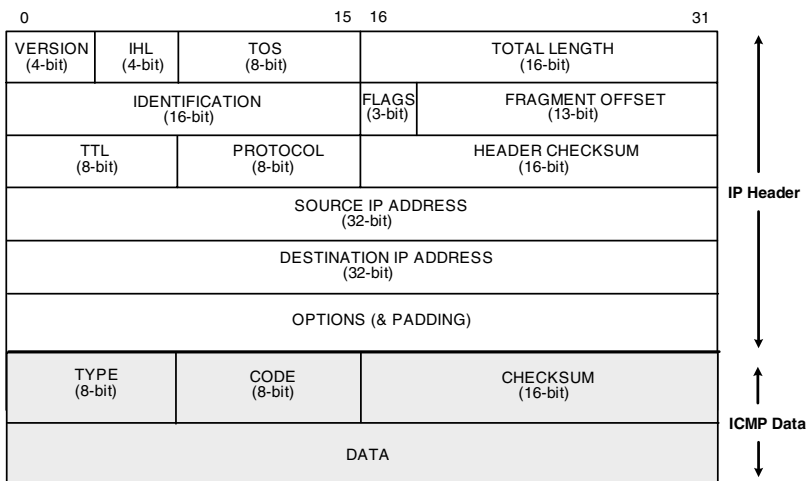 0 15 16 31
VERSION IHL TOS TOTAL LENGTH
(4-bit) (4-bit) (8-bit) (16-bit)
IDENTIFICATION FLAGS FRAGMENT OFFSET
(16-bit) (3-bit) (13-bit)
TTL PROTOCOL HEADER CHECKSUM
(8-bit) (8-bit) (16-bit)
IP Header
SOURCE IP ADDRESS
(32-bit)
DESTINATION IP ADDRESS
(32-bit)
OPTIONS (& PADDING)
TYPE CODE CHECKSUM
(8-bit) (8-bit) (16-bit)
ICMP Data
DATA